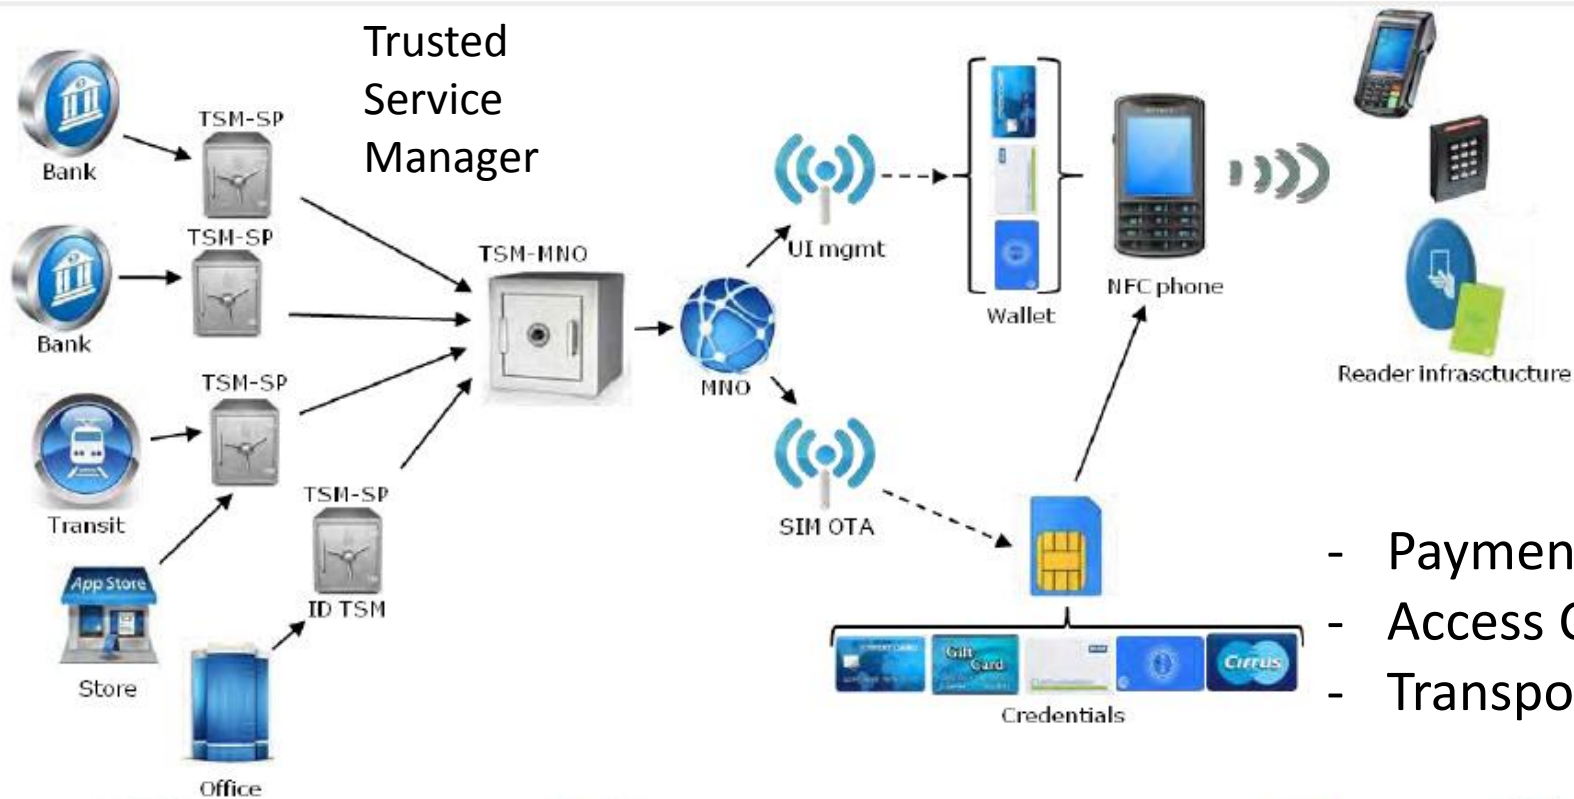 Trusted
Service
Manager
Bank
TSM-SP
Bank
TSM-SP
Transit
TSM-SP
App Store
Store
TSM-SP
ID TSM
Office
TSM-MNO
MNO
UI mgmt
SIM OTA
Wallet
NFC phone
Reader infrasctucture
Gift
Card
Cirrus
Credentials
- Paymen
- Access
- Transpo